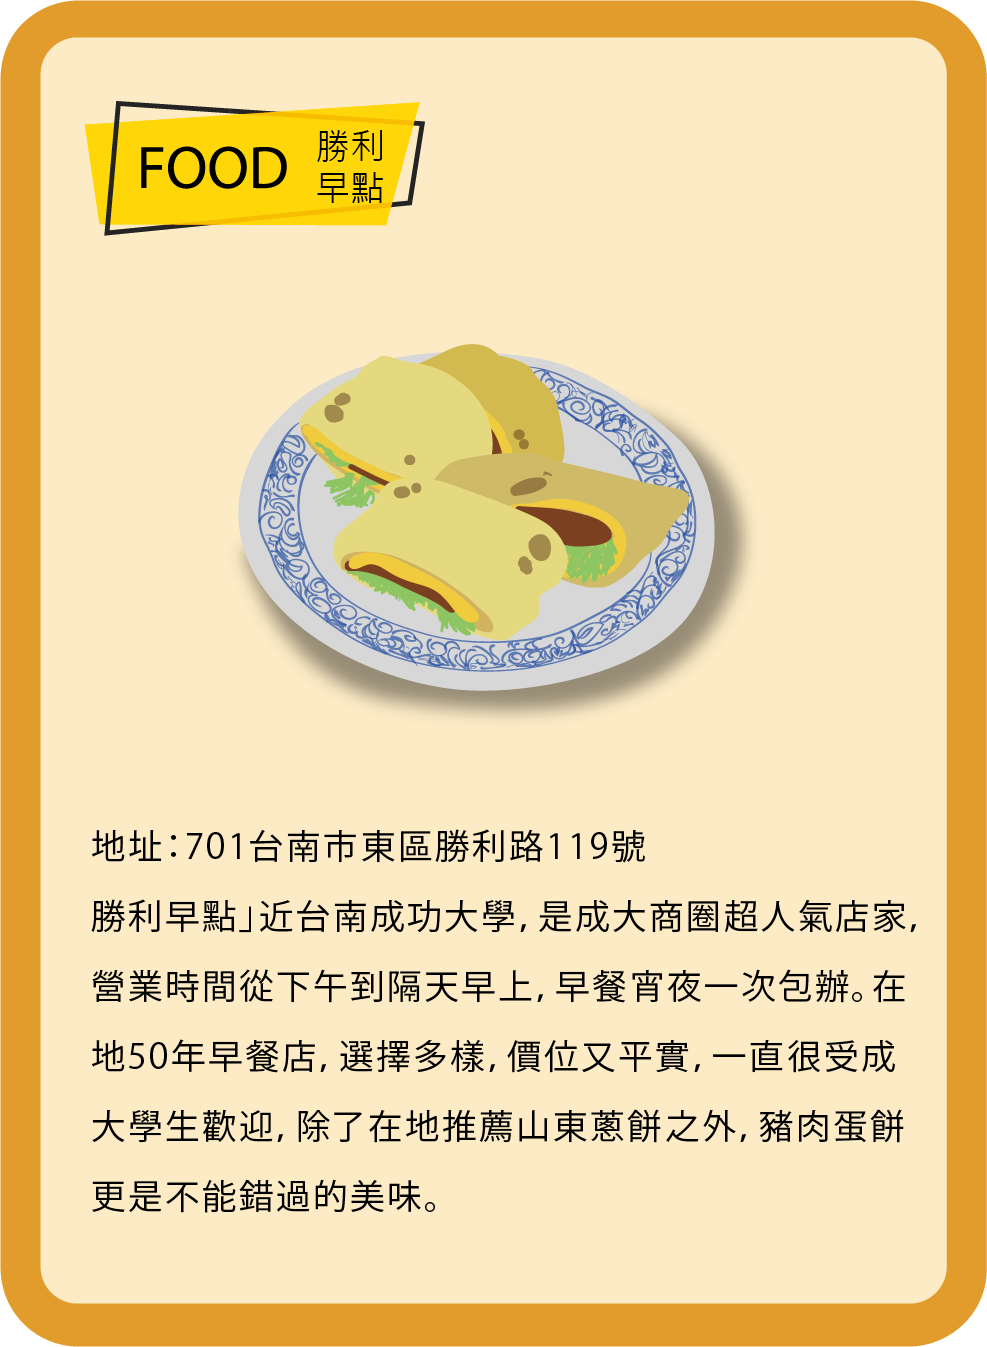 FOOD
勝利
早點
地址：701台南市東區勝利路119號
勝利早點」近台南成功大學，是成大商圈超人氣店家，
營業時間從下午到隔天早上，早餐宵夜一次包辦。在
地50年早餐店，選擇多樣，價位又平實，一直很受成
大學生歡迎，除了在地推薦山東蔥餅之外，豬肉蛋餅
更是不能錯過的美味。